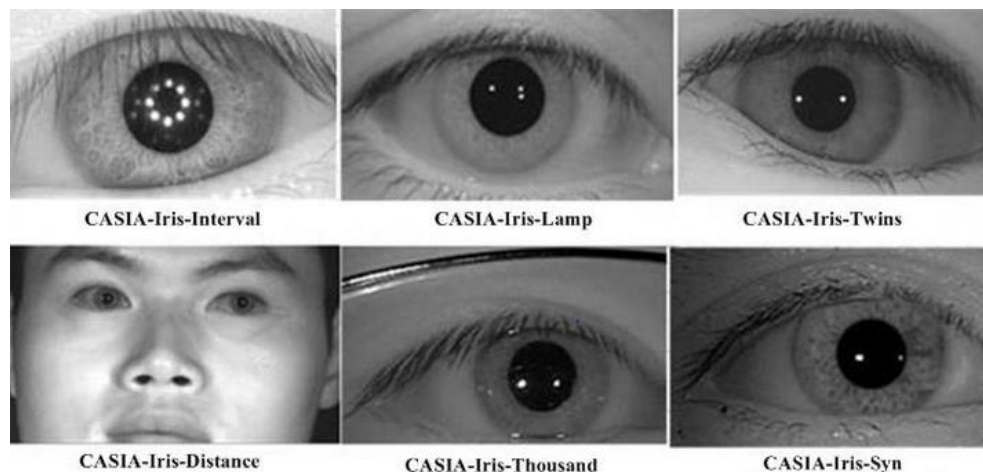 CASIA-Iris-Interval
CASIA-Iris-Lamp
CASIA-Iris-Twins
CASIA-Iris-Distance
CASIA-Iris-Thousand
CASIA-Iris-Syn